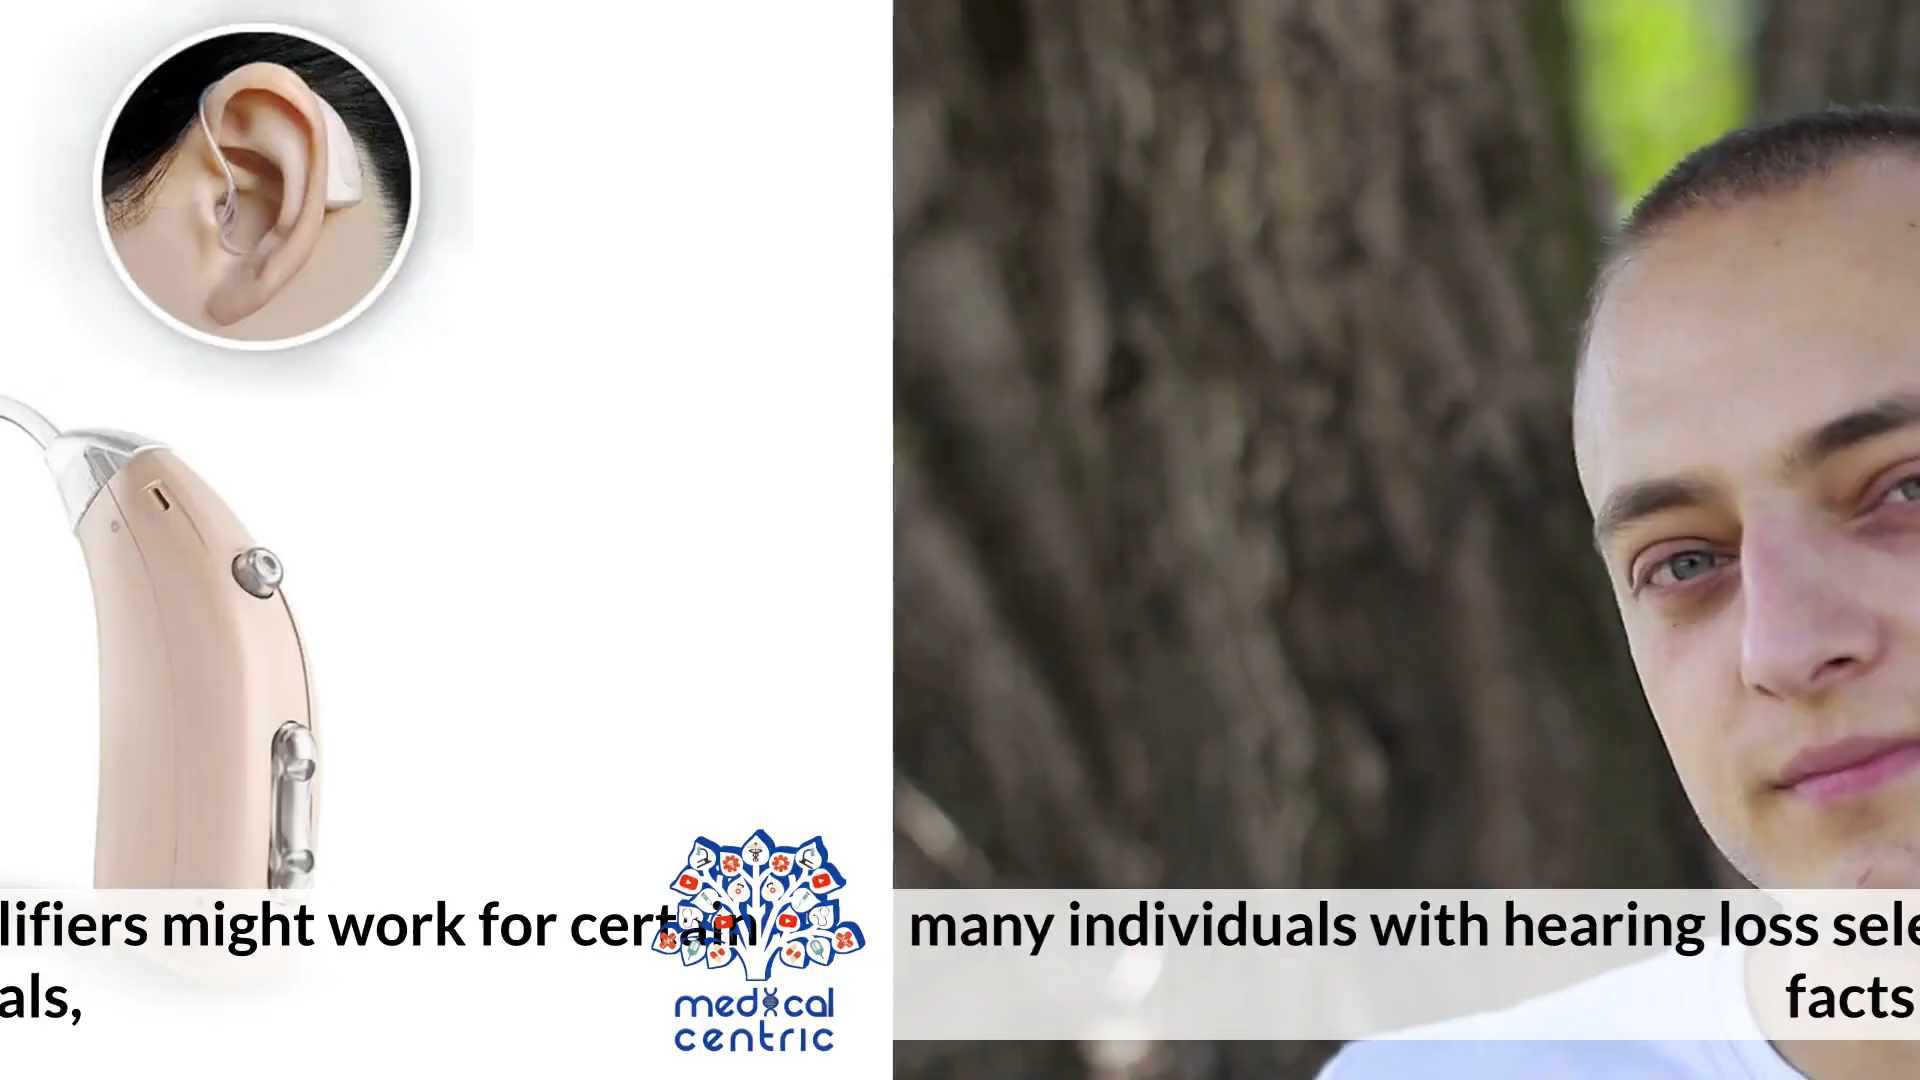 lifiers might work for certain
als,
many individuals with hearing loss sele
facts
medical
centric